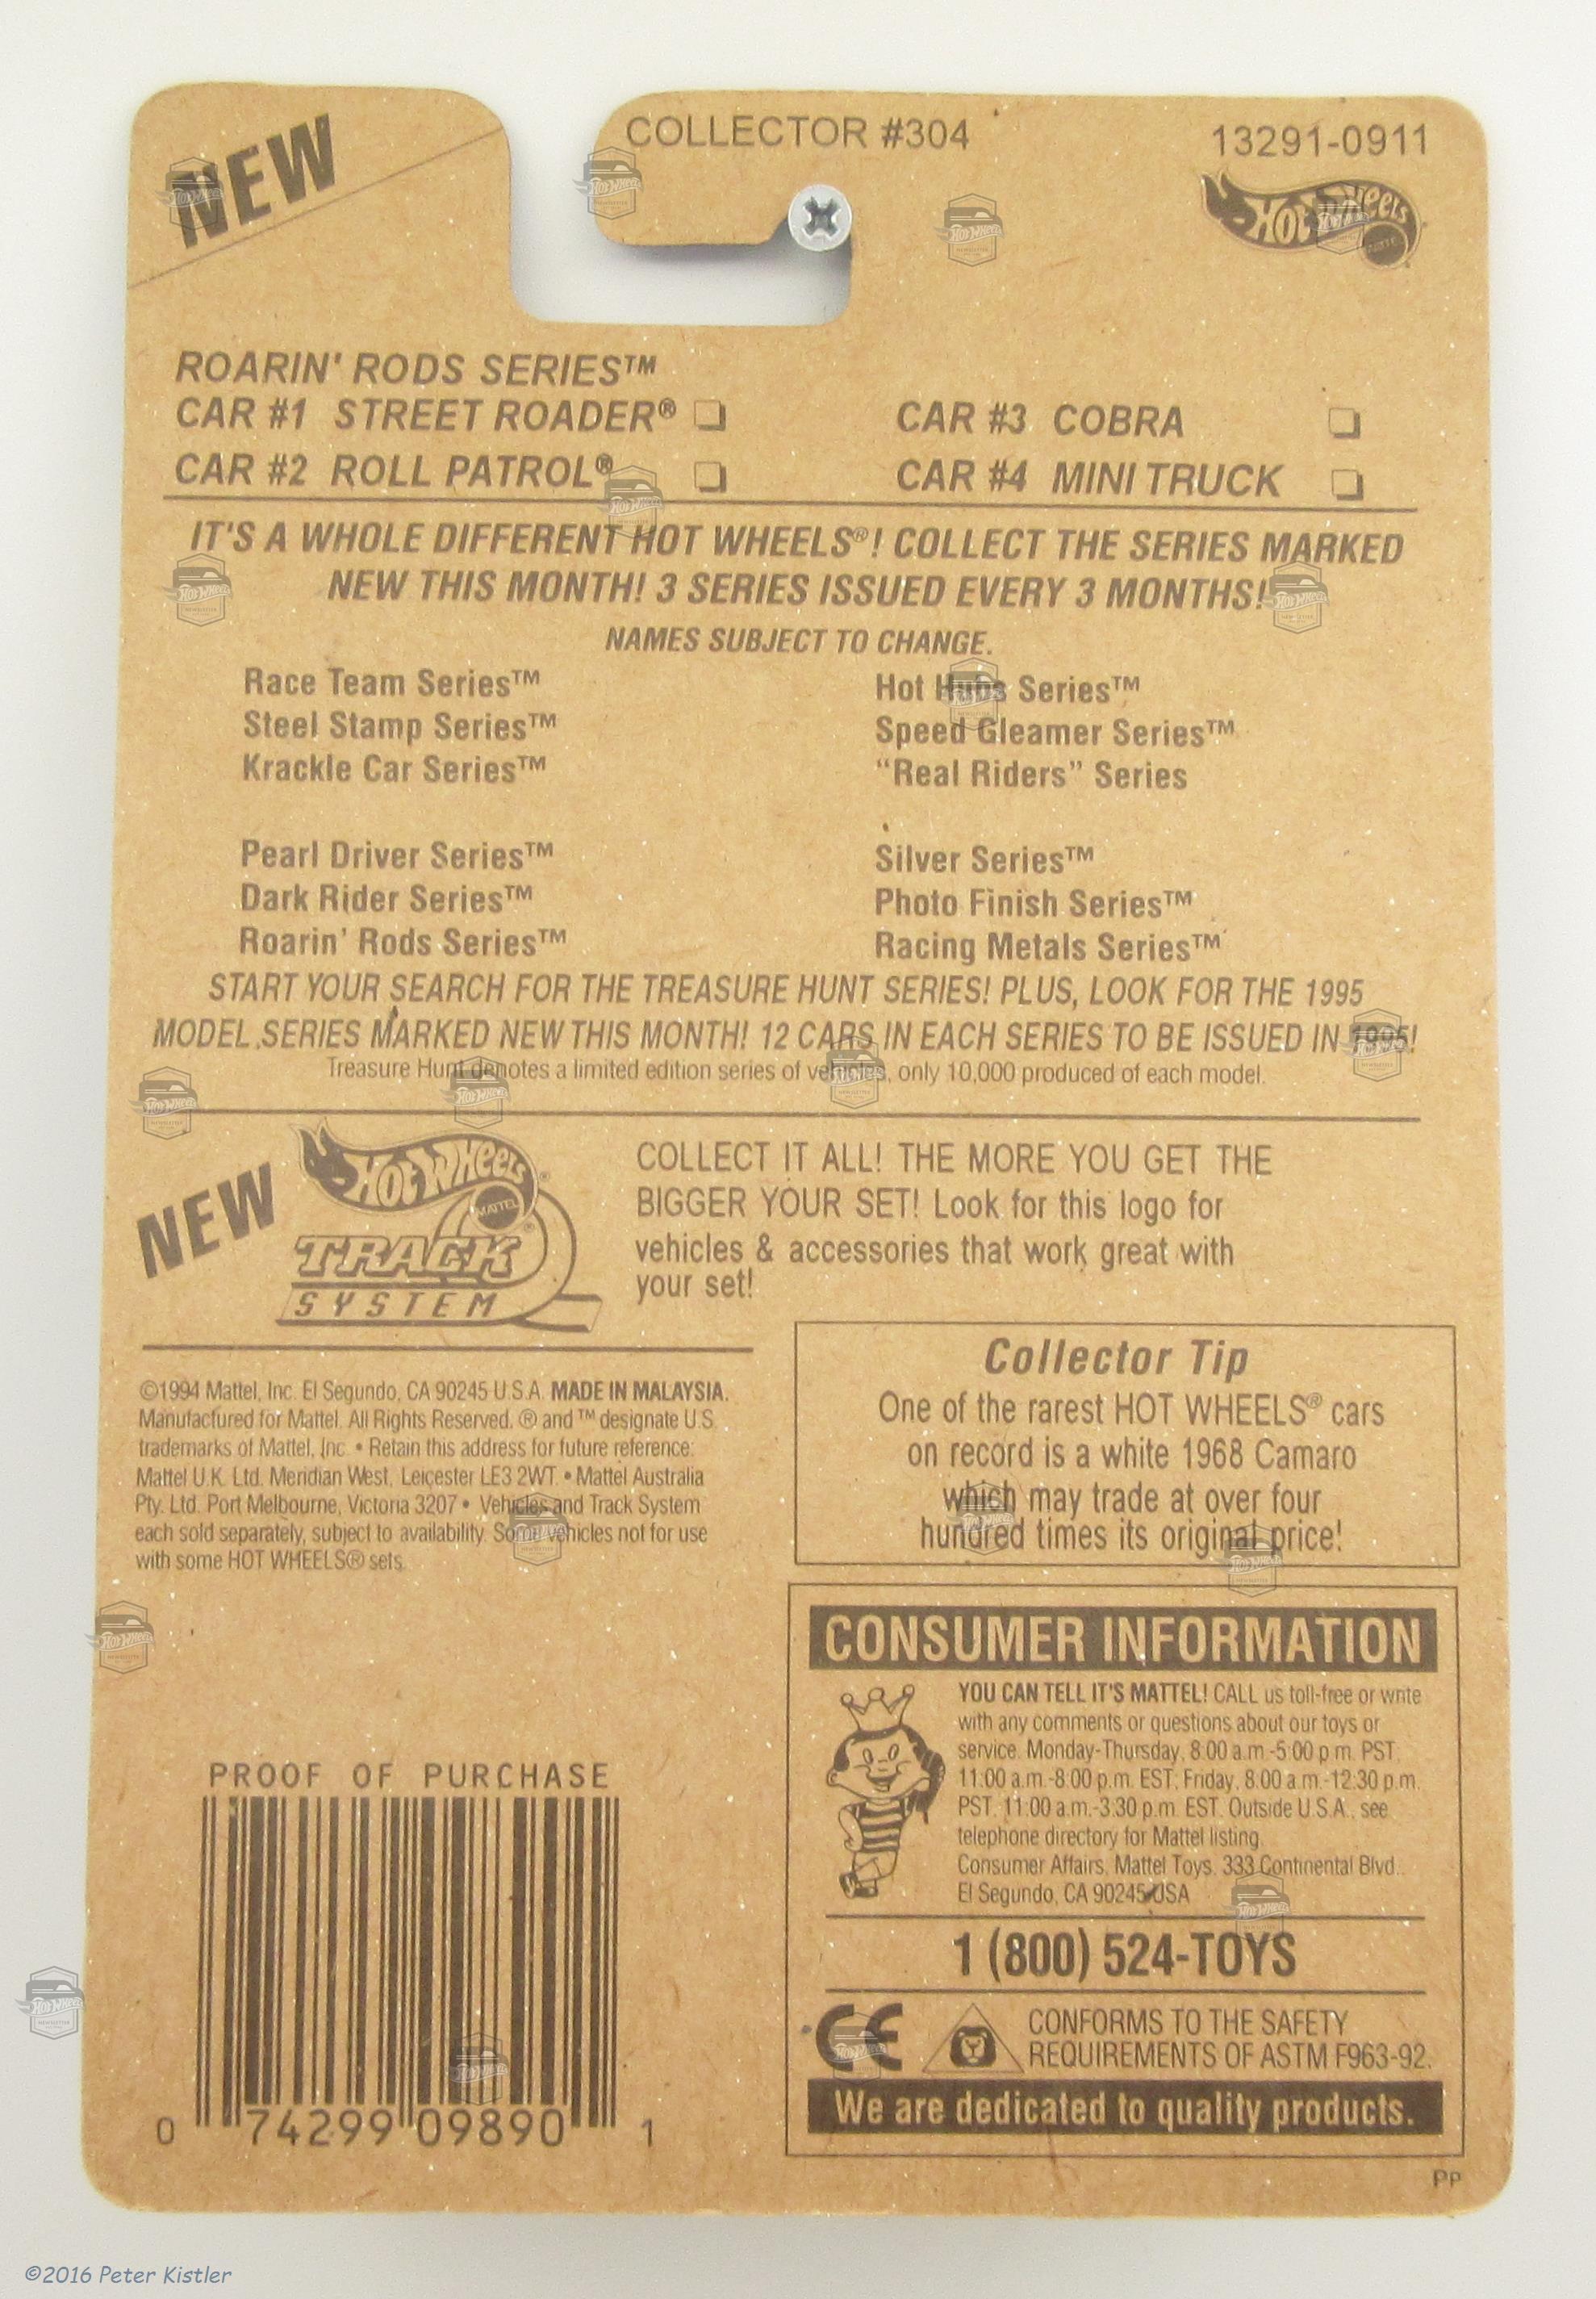 NEW
COLLECTOR #304
13291-0911
HOT WHEELS
MATTEL
ROARIN' RODS SERIES™
CAR #1 STREET ROADER®
CAR #2 ROLL PATROL®
CAR #3 COBRA
CAR #4 MINI TRUCK
IT'S A WHOLE DIFFERENT HOT WHEELS®! COLLECT THE SERIES MARKED
NEW THIS MONTH! 3 SERIES ISSUED EVERY 3 MONTHS!
NAMES SUBJECT TO CHANGE.
Race Team Series™
Steel Stamp Series™
Krackle Car Series™
Hot Hubs Series™
Speed Gleamer Series™
“Real Riders” Series
Pearl Driver Series™
Dark Rider Series™
Roarin' Rods Series™
Silver Series™
Photo Finish Series™
Racing Metals Series™
START YOUR SEARCH FOR THE TREASURE HUNT SERIES! PLUS, LOOK FOR THE 1995
MODEL SERIES MARKED NEW THIS MONTH! 12 CARS IN EACH SERIES TO BE ISSUED IN 1995!
Treasure Hunt denotes a limited edition series of vehicles, only 10,000 produced of each model.
NEW
HOT WHEELS®
MATTEL®
TRACK
SYSTEM
COLLECT IT ALL! THE MORE YOU GET THE
BIGGER YOUR SET! Look for this logo for
vehicles & accessories that work great with
your set!
©1994 Mattel, Inc. El Segundo, CA 90245 U.S.A. MADE IN MALAYSIA.
Manufactured for Mattel. All Rights Reserved. ® and ™ designate U.S.
trademarks of Mattel, Inc. • Retain this address for future reference:
Mattel U.K. Ltd. Meridian West, Leicester LE3 2WT. • Mattel Australia
Pty. Ltd. Port Melbourne, Victoria 3207 • Vehicles and Track System
each sold separately, subject to availability. Some vehicles not for use
with some HOT WHEELS® sets.
Collector Tip
One of the rarest HOT WHEELS® cars
on record is a white 1968 Camaro
which may trade at over four
hundred times its original price!
CONSUMER INFORMATION
YOU CAN TELL IT'S MATTEL! CALL us toll-free or write
with any comments or questions about our toys or
service. Monday-Thursday, 8:00 a.m.-5:00 p.m. PST,
11:00 a.m.-8:00 p.m. EST; Friday, 8:00 a.m.-12:30 p.m.
PST, 11:00 a.m.-3:30 p.m. EST. Outside U.S.A., see
telephone directory for Mattel listing.
Consumer Affairs, Mattel Toys, 333 Continental Blvd.,
El Segundo, CA 90245 USA
1 (800) 524-TOYS
CE
CONFORMS TO THE SAFETY
REQUIREMENTS OF ASTM F963-92.
We are dedicated to quality products.
PROOF OF PURCHASE
0 74299 09890 1
PP
©2016 Peter Kistler